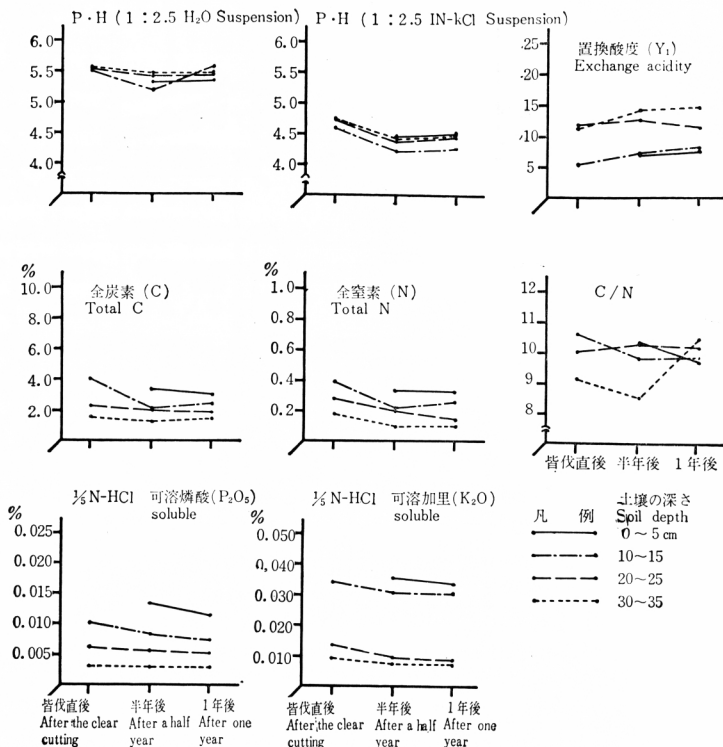 P・H (1：2.5 H₂O Suspension)
6.0
5.5
5.0
4.5
4.0
P・H (1：2.5 IN-kCl Suspension)
6.0
5.5
5.0
4.5
4.0
置換酸度 (Y₁)
Exchange acidity
25
20
15
10
5
%
10.0
8.0
6.0
4.0
2.0
全炭素 (C)
Total C
%
1.0
0.8
0.6
0.4
0.2
全窒素 (N)
Total N
C/N
12
11
10
9
8
皆伐直後 半年後 1年後
⅕N-HCl 可溶燐酸(P₂O₅)
soluble
%
0.025
0.020
0.015
0.010
0.005
皆伐直後 半年後 1年後
After the clear cutting
After a half year
After one year
⅕N-HCl 可溶加里(K₂O)
soluble
%
0.050
0,040
0.030
0.020
0.010
皆伐直後 半年後 1年後
After the clear cutting
After a half year
After one year
土壌の深さ
凡 例 Soil depth
0～5 cm
10～15
20～25
30～35